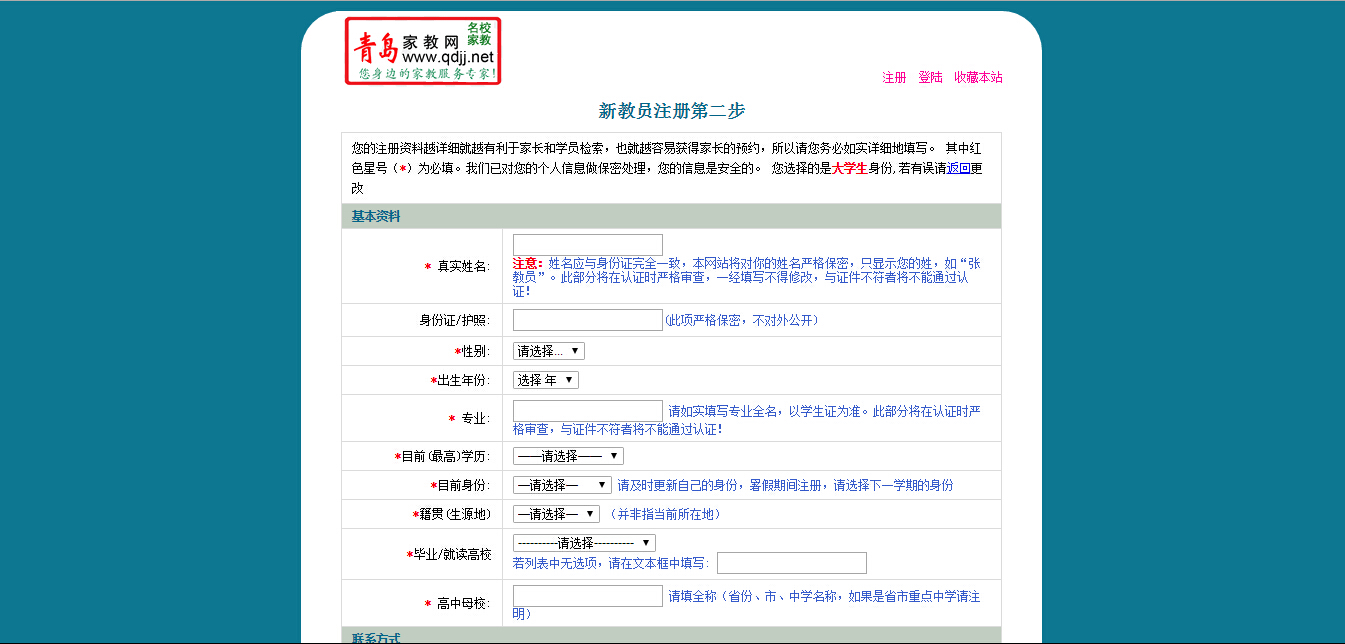 青岛家教网 名校家教
www.qdjj.net
您身边的家教服务专家!
注册 登陆 收藏本站
新教员注册第二步
您的注册资料越详细就越有利于家长和学员检索，也就越容易获得家长的预约，所以请您务必如实详细地填写。 其中红
色星号（*）为必填。我们已对您的个人信息做保密处理，您的信息是安全的。 您选择的是大学生身份,若有误请返回更
改
基本资料
* 真实姓名:
注意：姓名应与身份证完全一致，本网站将对你的姓名严格保密，只显示您的姓，如“张
教员”。此部分将在认证时严格审查，一经填写不得修改，与证件不符者将不能通过认
证!
身份证/护照: (此项严格保密，不对外公开)
*性别: 请选择...
*出生年份: 选择 年
* 专业: 请如实填写专业全名，以学生证为准。此部分将在认证时严
格审查，与证件不符者将不能通过认证!
*目前(最高)学历: ——请选择——
*目前身份: —请选择— 请及时更新自己的身份，署假期间注册，请选择下一学期的身份
*籍贯(生源地) —请选择— （并非指当前所在地）
*毕业/就读高校 ----------请选择----------
若列表中无选项，请在文本框中填写:
* 高中母校: 请填全称（省份、市、中学名称，如果是省市重点中学请注
明）
联系方式